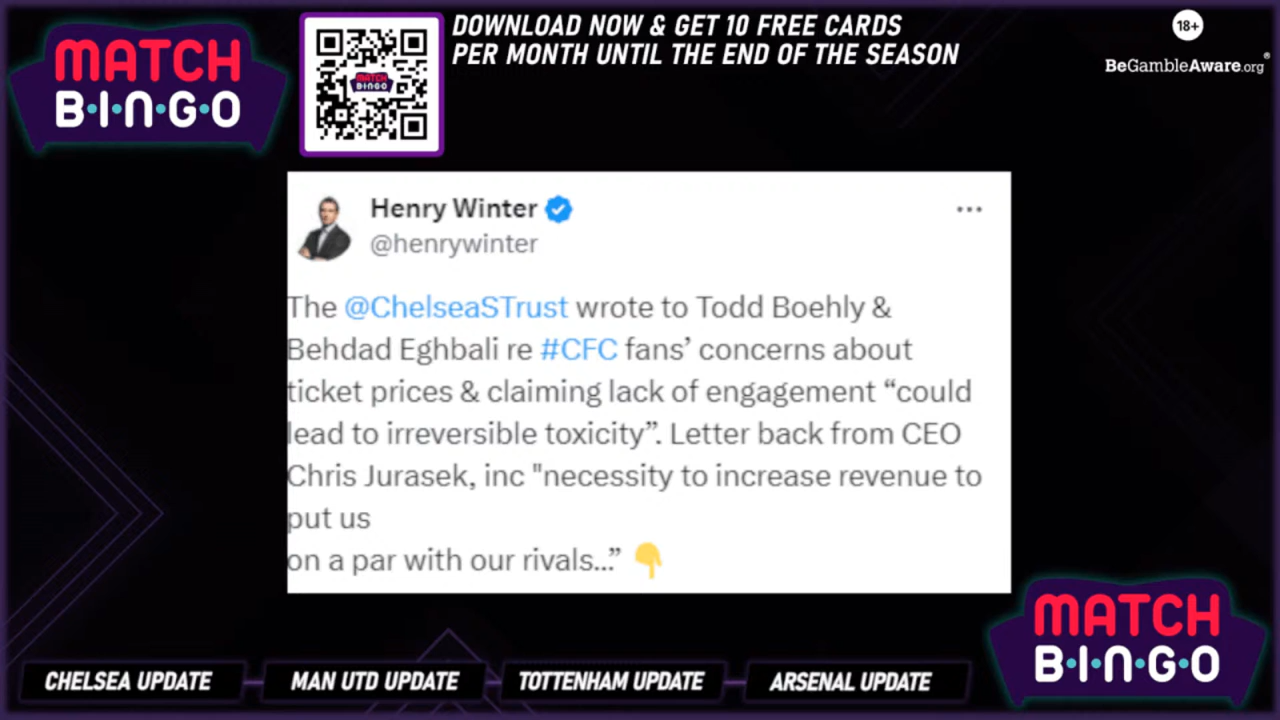 MATCH
B·I·N·G·O
MATCH
BINGO
DOWNLOAD NOW & GET 10 FREE CARDS
PER MONTH UNTIL THE END OF THE SEASON
18+
BeGambleAware.org®
Henry Winter
@henrywinter
The @ChelseaSTrust wrote to Todd Boehly &
Behdad Eghbali re #CFC fans’ concerns about
ticket prices & claiming lack of engagement “could
lead to irreversible toxicity”. Letter back from CEO
Chris Jurasek, inc "necessity to increase revenue to
put us
on a par with our rivals...”
MATCH
B·I·N·G·O
CHELSEA UPDATE
MAN UTD UPDATE
TOTTENHAM UPDATE
ARSENAL UPDATE